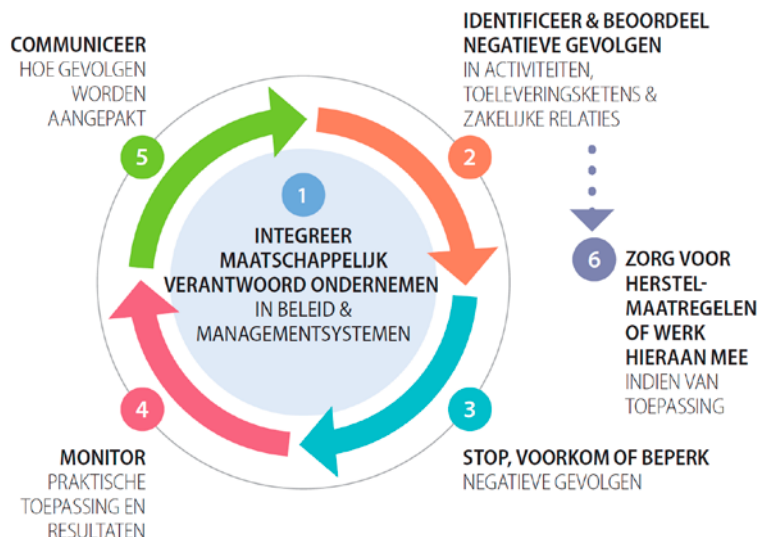 1
INTEGREER
MAATSCHAPPELIJK
VERANTWOORD ONDERNEMEN
IN BELEID &
MANAGEMENTSYSTEMEN
IDENTIFICEER & BEOORDEEL
NEGATIEVE GEVOLGEN
IN ACTIVITEITEN,
TOELEVERINGSKETENS &
ZAKELIJKE RELATIES
2
3
STOP, VOORKOM OF BEPERK
NEGATIEVE GEVOLGEN
4
MONITOR
PRAKTISCHE
TOEPASSING EN
RESULTATEN
COMMUNICEER
HOE GEVOLGEN
WORDEN
AANGEPAKT
5
6
ZORG VOOR
HERSTEL-
MAATREGELEN
OF WERK
HIERAAN MEE
INDIEN VAN
TOEPASSING